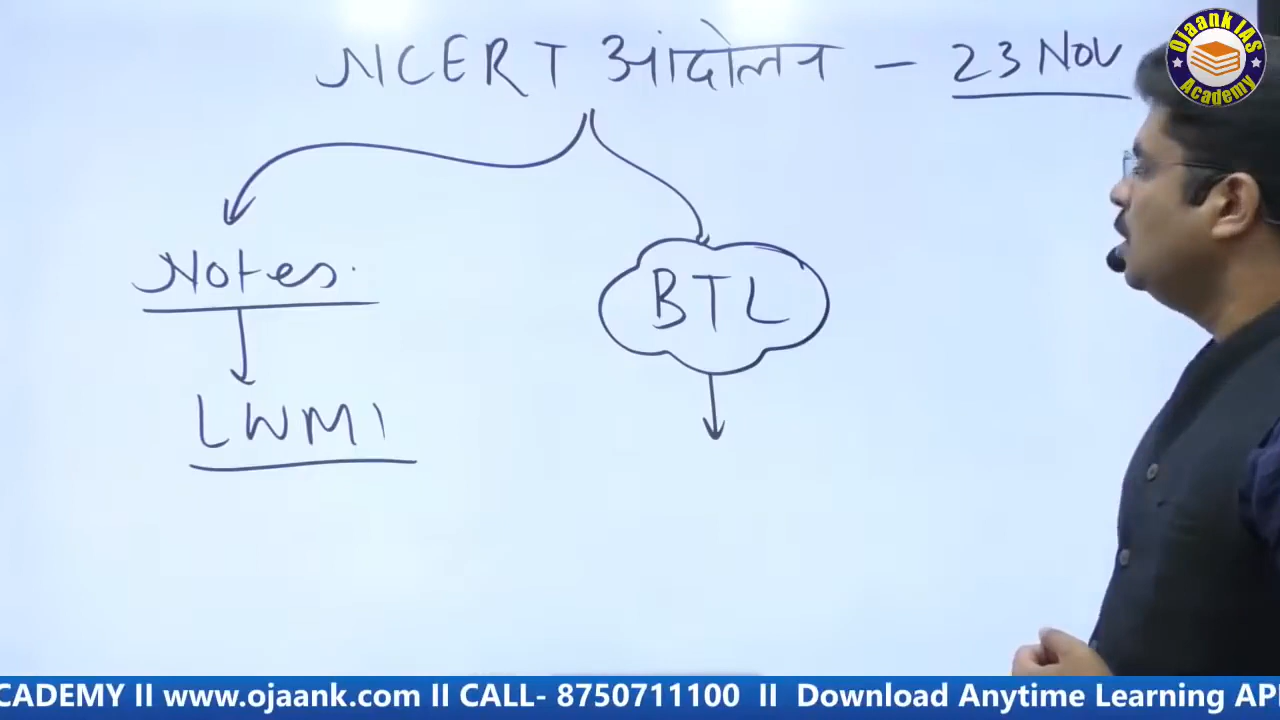 NCERT आंदोलन - 23 Nov
Ojaank IAS
Academy
Notes.
BTL
LWMI
CADEMY II www.ojaank.com II CALL- 8750711100 II Download Anytime Learning AP